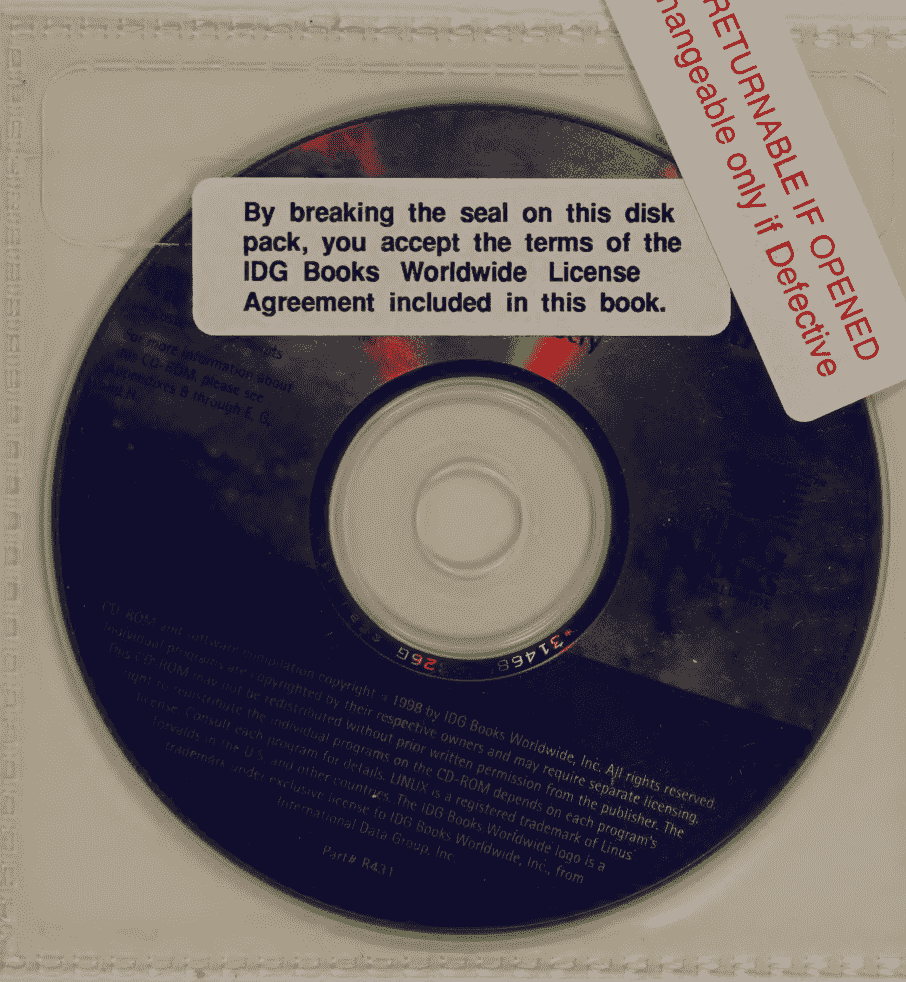 RETURNABLE IF OPENED
hangeable only if Defective
By breaking the seal on this disk
pack, you accept the terms of the
IDG Books Worldwide License
Agreement included in this book.
For more information about
this CD-ROM, please see
Appendixes B through E, G,
and H.
31468
326G
CD-ROM and software compilation copyright © 1998 by IDG Books Worldwide, Inc. All rights reserved.
Individual programs are copyrighted by their respective owners and may require separate licensing.
This CD-ROM may not be redistributed without prior written permission from the publisher. The
right to redistribute the individual programs on the CD-ROM depends on each program's
license. Consult each program for details. LINUX is a registered trademark of Linus
Torvalds in the U.S. and other countries. The IDG Books Worldwide logo is a
trademark under exclusive license to IDG Books Worldwide, Inc., from
International Data Group, Inc
Part# R431